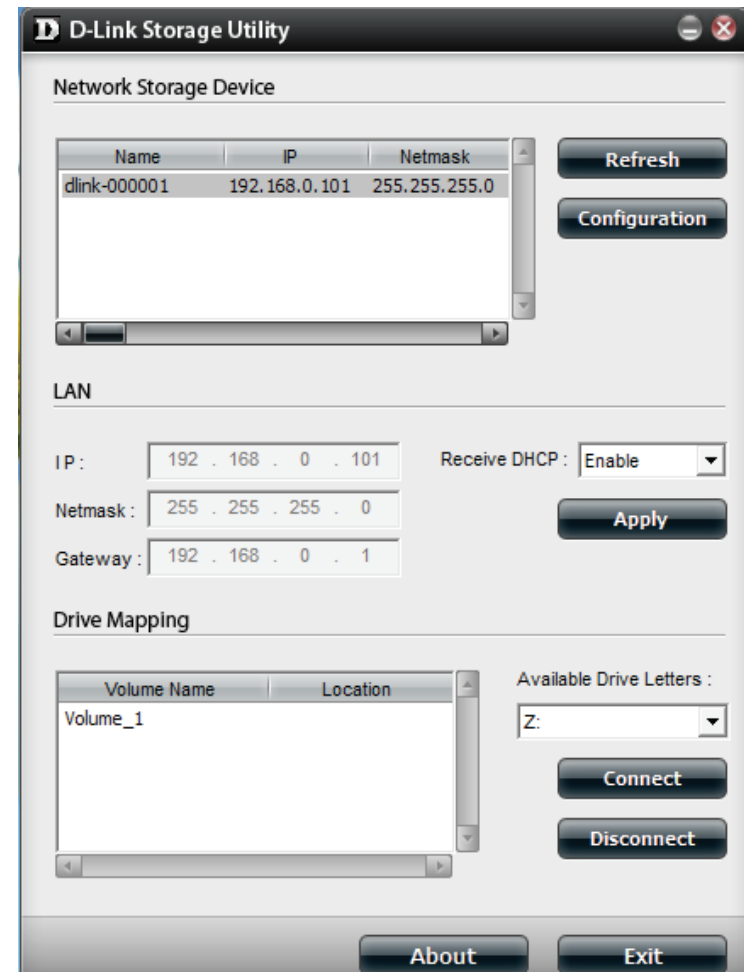 D D-Link Storage Utility
Network Storage Device
Name IP Netmask
dlink-000001 192.168.0.101 255.255.255.0
Refresh
Configuration
LAN
IP : 192 . 168 . 0 . 101
Receive DHCP : Enable
Netmask : 255 . 255 . 255 . 0
Apply
Gateway : 192 . 168 . 0 . 1
Drive Mapping
Volume Name Location
Volume_1
Available Drive Letters :
Z:
Connect
Disconnect
About Exit